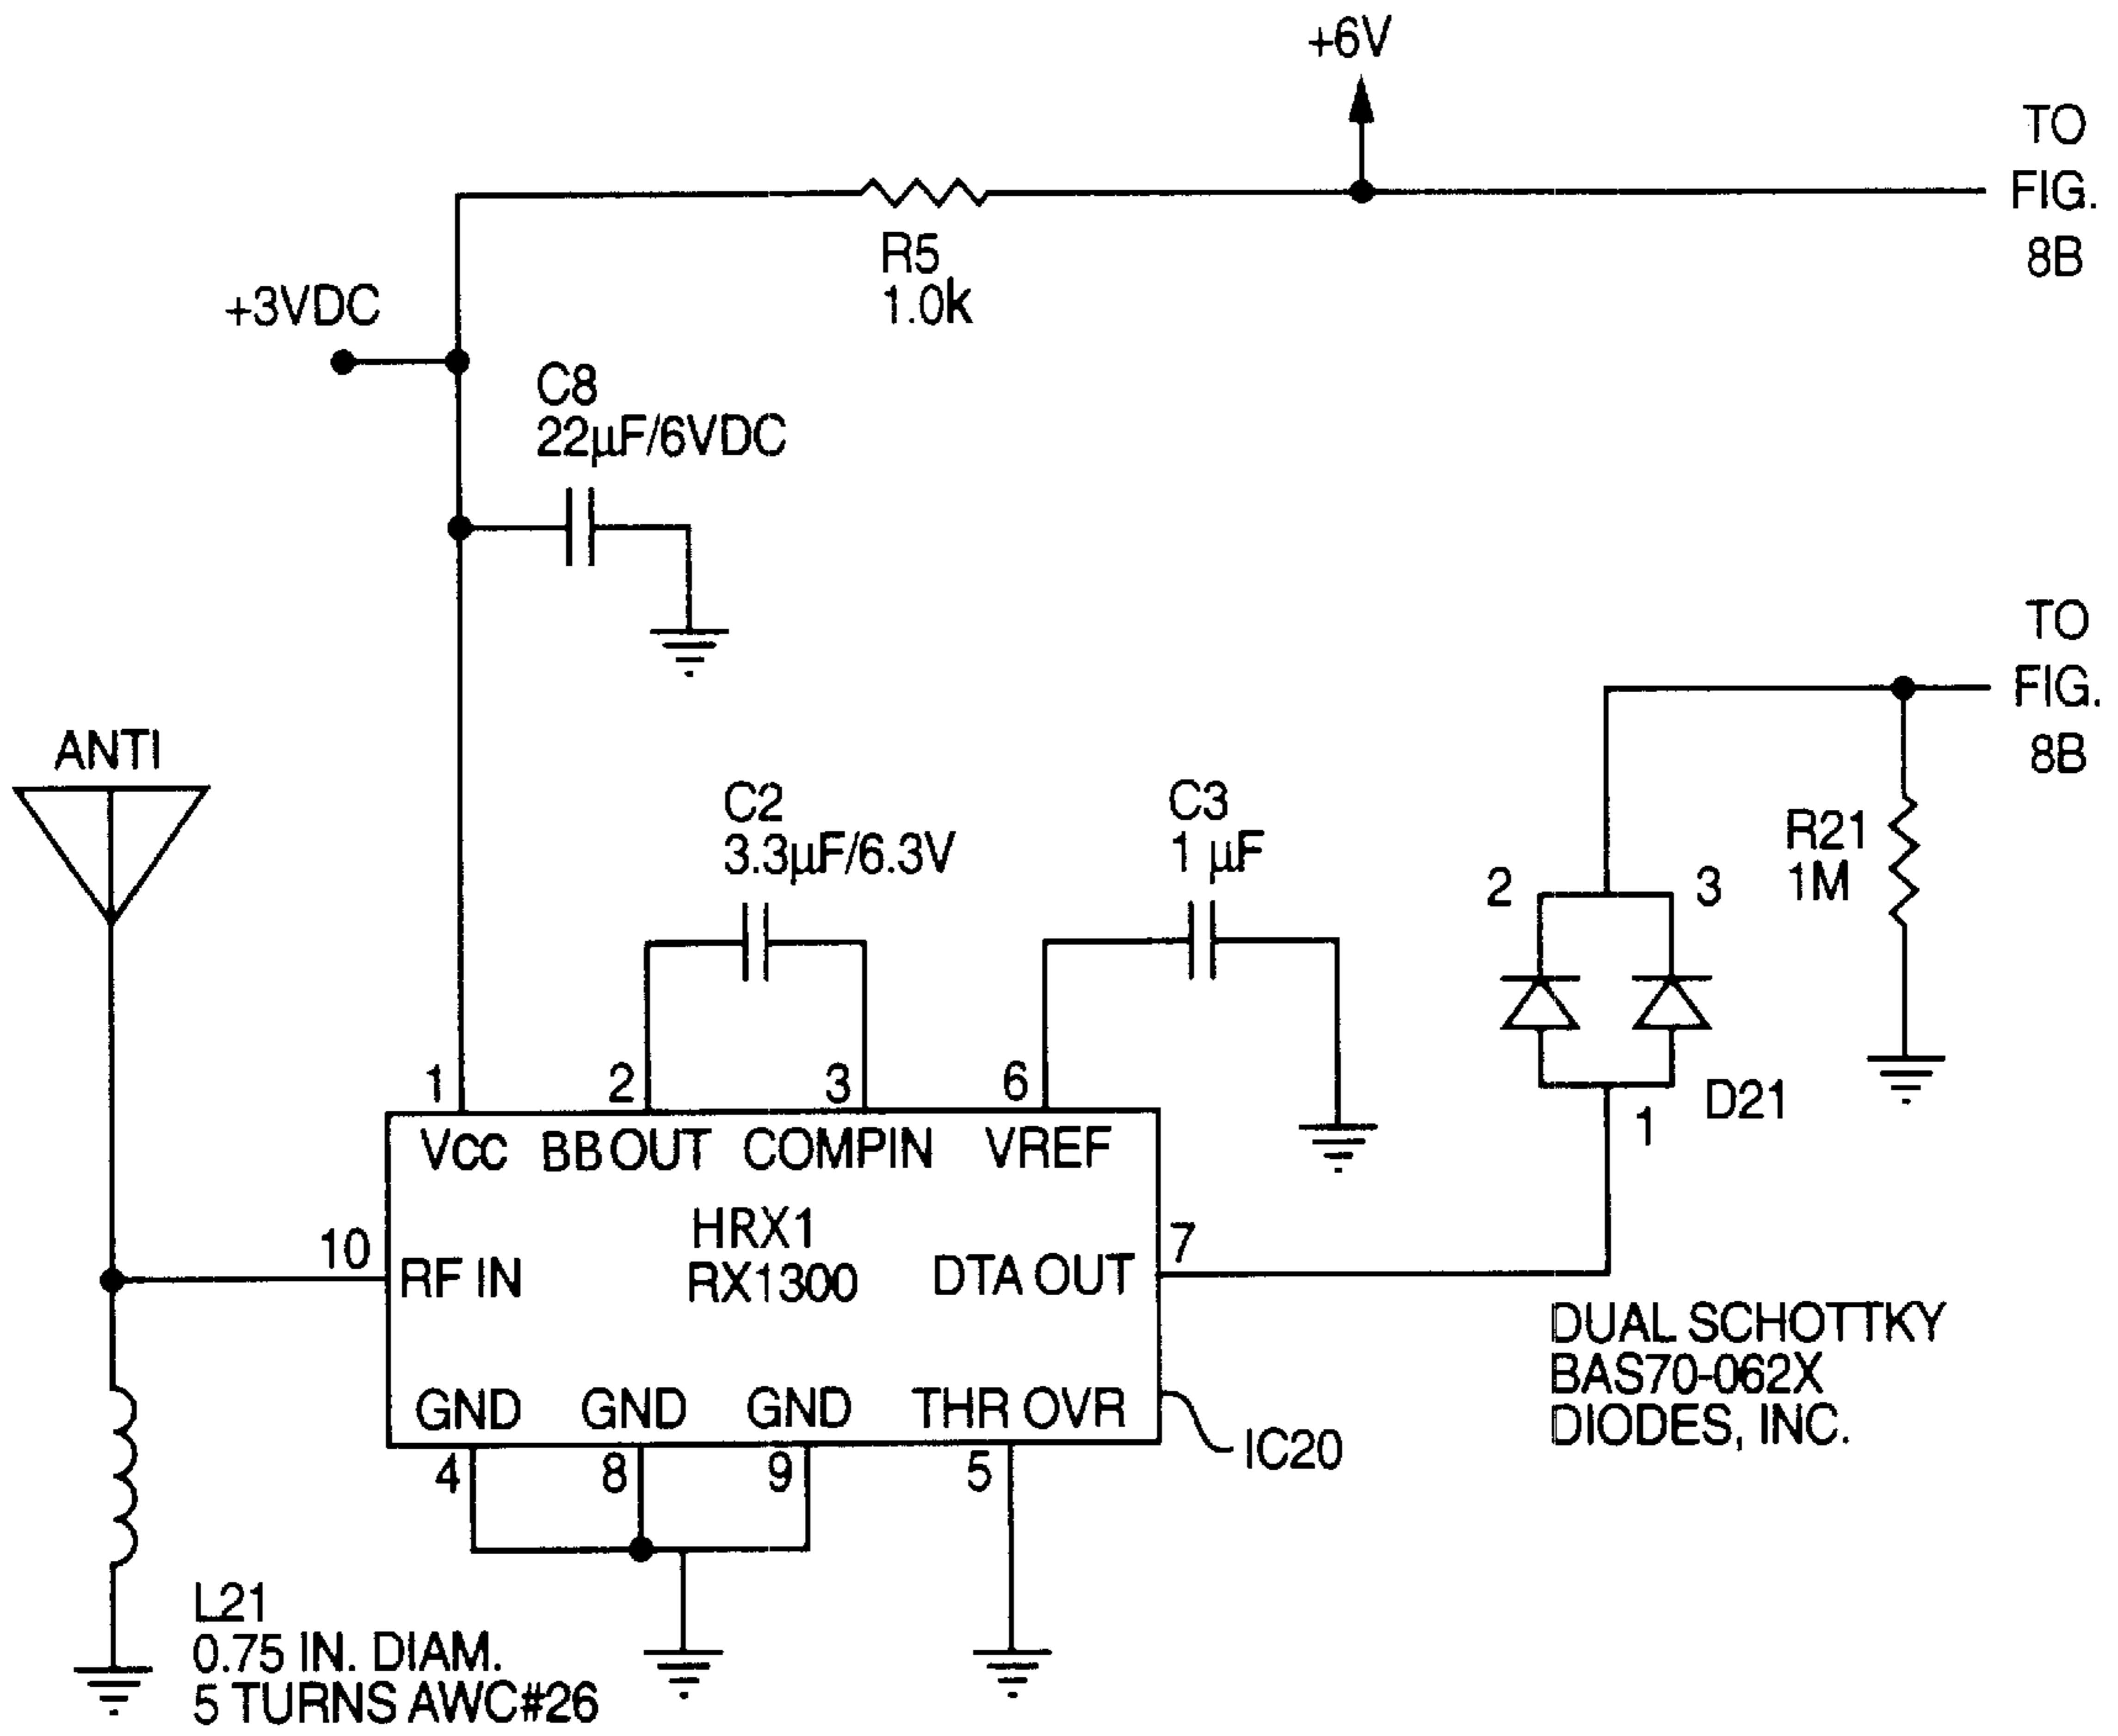 +6V
TO
FIG.
8B
R5
1.0k
+3VDC
C8
22µF/6VDC
TO
FIG.
8B
ANTI
C2
3.3µF/6.3V
C3
1 µF
R21
1M
2
3
D21
1
1
2
3
6
VCC
BB OUT
COMPIN
VREF
HRX1
RX1300
10
RF IN
DTA OUT
7
GND
GND
GND
THR OVR
4
8
9
5
IC20
DUAL SCHOTTKY
BAS70-062X
DIODES, INC.
L21
0.75 IN. DIAM.
5 TURNS AWC#26